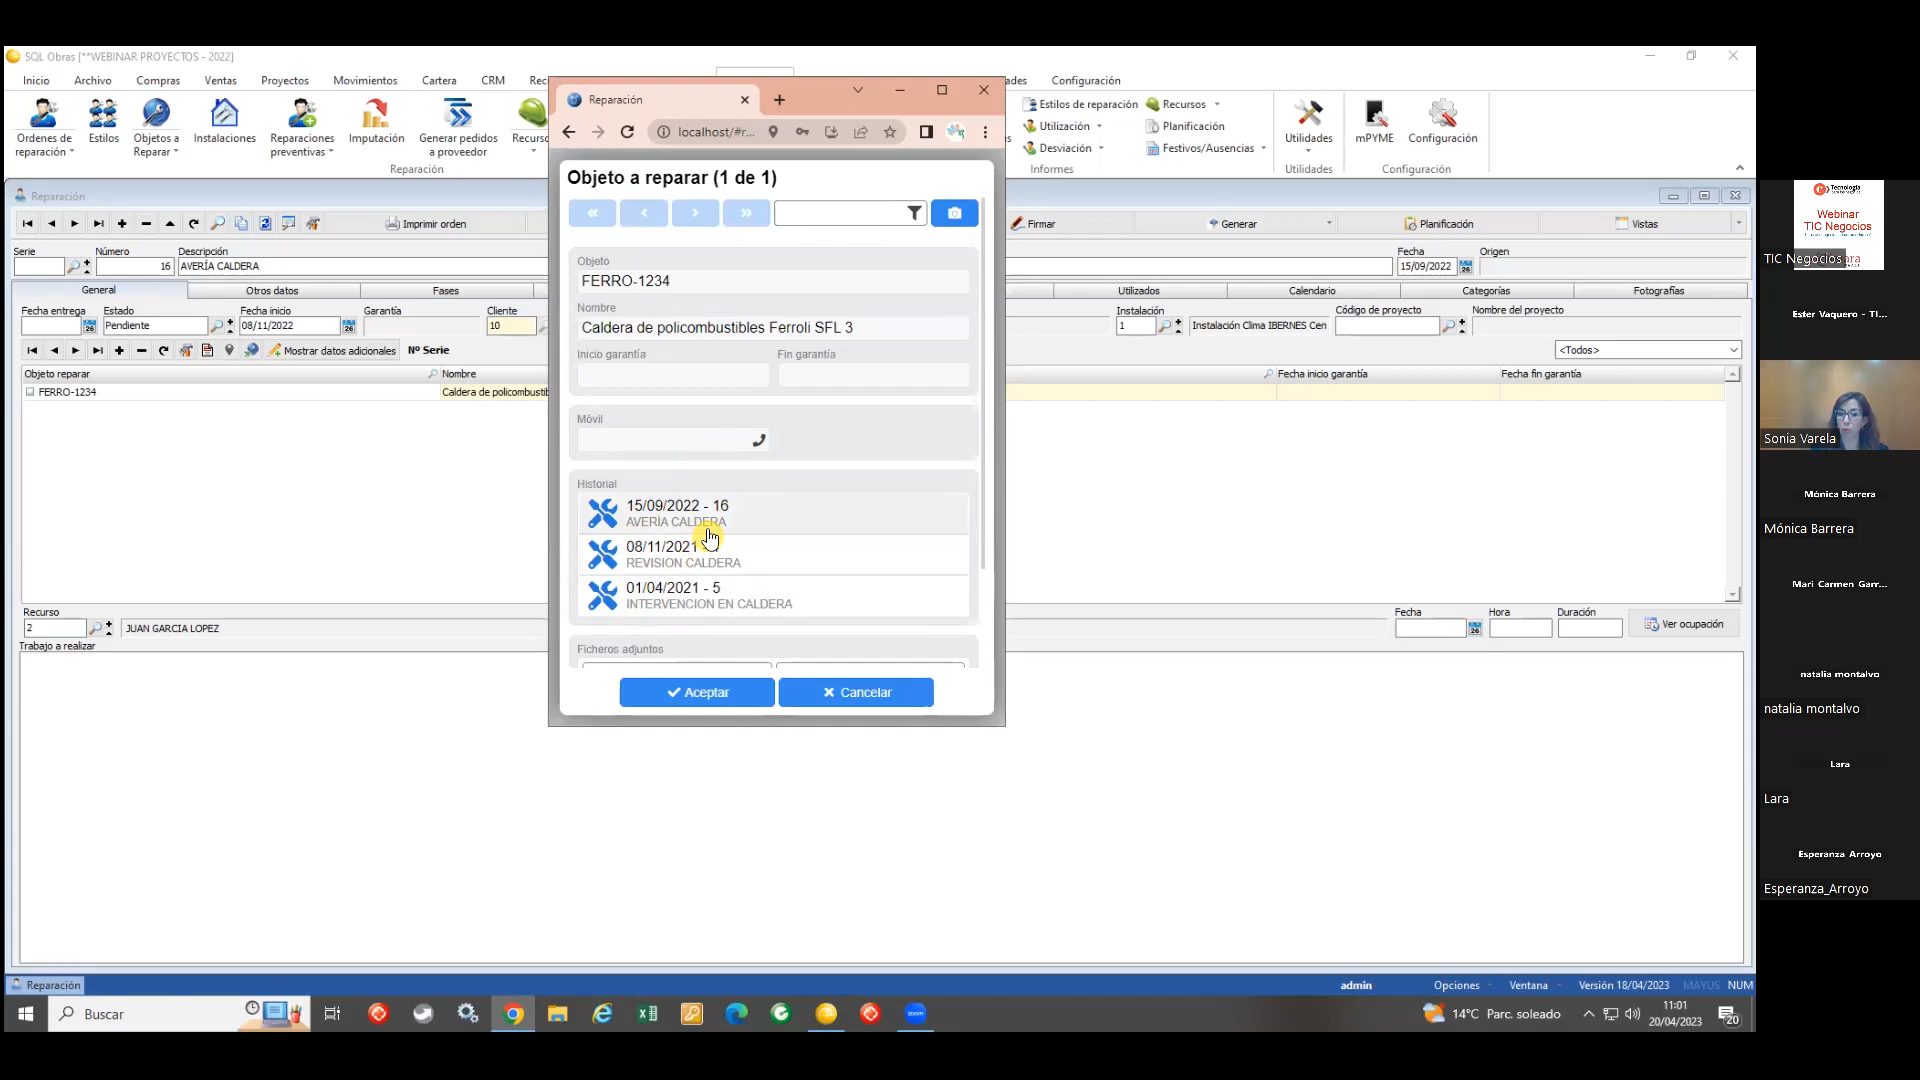 SQL Obras [**WEBINAR PROYECTOS - 2022]
Inicio Archivo Compras Ventas Proyectos Movimientos Cartera CRM Configuración
Ordenes de reparación
Estilos
Objetos a Reparar
Instalaciones
Reparaciones preventivas
Imputación
Generar pedidos a proveedor
Reparación
Estilos de reparación
Utilización
Desviación
Recursos
Planificación
Festivos/Ausencias
Informes
Utilidades
Utilidades
mPYME
Configuración
Configuración
Reparación
Imprimir orden
Firmar
Generar
Planificación
Vistas
Serie Número Descripción Fecha Origen
16 AVERÍA CALDERA 15/09/2022
General Otros datos Fases Utilizados Calendario Categorías Fotografías
Fecha entrega Estado Fecha inicio Garantía Cliente Instalación Código de proyecto Nombre del proyecto
Pendiente 08/11/2022 10 1 Instalación Clima IBERNES Cen
Mostrar datos adicionales Nº Serie <Todos>
Objeto reparar Nombre Fecha inicio garantía Fecha fin garantía
FERRO-1234 Caldera de policombustib
Recurso Fecha Hora Duración
2 JUAN GARCIA LOPEZ Ver ocupación
Trabajo a realizar
Reparación
localhost/#r...
Objeto a reparar (1 de 1)
Objeto
FERRO-1234
Nombre
Caldera de policombustibles Ferroli SFL 3
Inicio garantía Fin garantía
Móvil
Historial
15/09/2022 - 16
AVERÍA CALDERA
08/11/2021
REVISION CALDERA
01/04/2021 - 5
INTERVENCION EN CALDERA
Ficheros adjuntos
Aceptar Cancelar
Reparación admin Opciones Ventana Versión 18/04/2023 MAYUS NUM
Buscar
14°C Parc. soleado
11:01
20/04/2023
20
Tecnología
Webinar
TIC Negocios
TIC Negocios
Ester Vaquero - TI...
Sonia Varela
Mónica Barrera
Mónica Barrera
Mari Carmen Garr...
natalia montalvo
natalia montalvo
Lara
Lara
Esperanza Arroyo
Esperanza_Arroyo